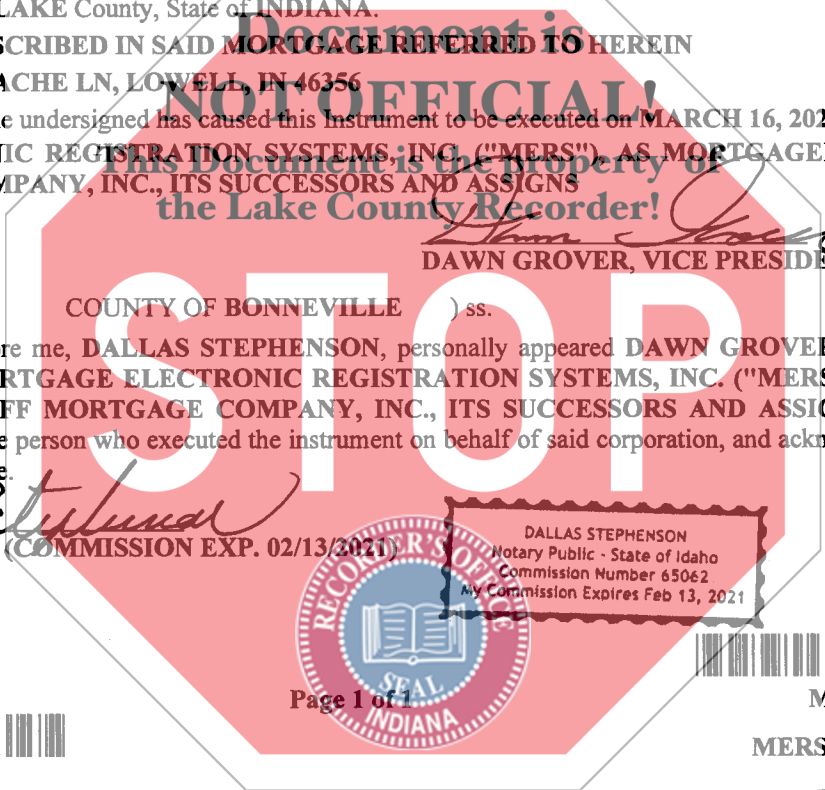 LAKE County, State of INDIANA.
Document is
SCRIBED IN SAID MORTGAGE REFERRED TO HEREIN
ACHE LN, LOWELL, IN 46356
NOT OFFICIAL!
e undersigned has caused this Instrument to be executed on MARCH 16, 202
NIC REGISTRATION SYSTEMS, INC. ("MERS"), AS MORTGAGE
This Document is the property of
MPANY, INC., ITS SUCCESSORS AND ASSIGNS
the Lake County Recorder!
DAWN GROVER, VICE PRESIDE
STOP
COUNTY OF BONNEVILLE ) ss.
re me, DALLAS STEPHENSON, personally appeared DAWN GROVE
RTGAGE ELECTRONIC REGISTRATION SYSTEMS, INC. ("MERS
FF MORTGAGE COMPANY, INC., ITS SUCCESSORS AND ASSIG
e person who executed the instrument on behalf of said corporation, and ackn
e.
(COMMISSION EXP. 02/13/2021)
DALLAS STEPHENSON
Notary Public - State of Idaho
Commission Number 65062
My Commission Expires Feb 13, 2021
RECORDER'S OFFICE
SEAL
INDIANA
Page 1 of 1
M
MERS